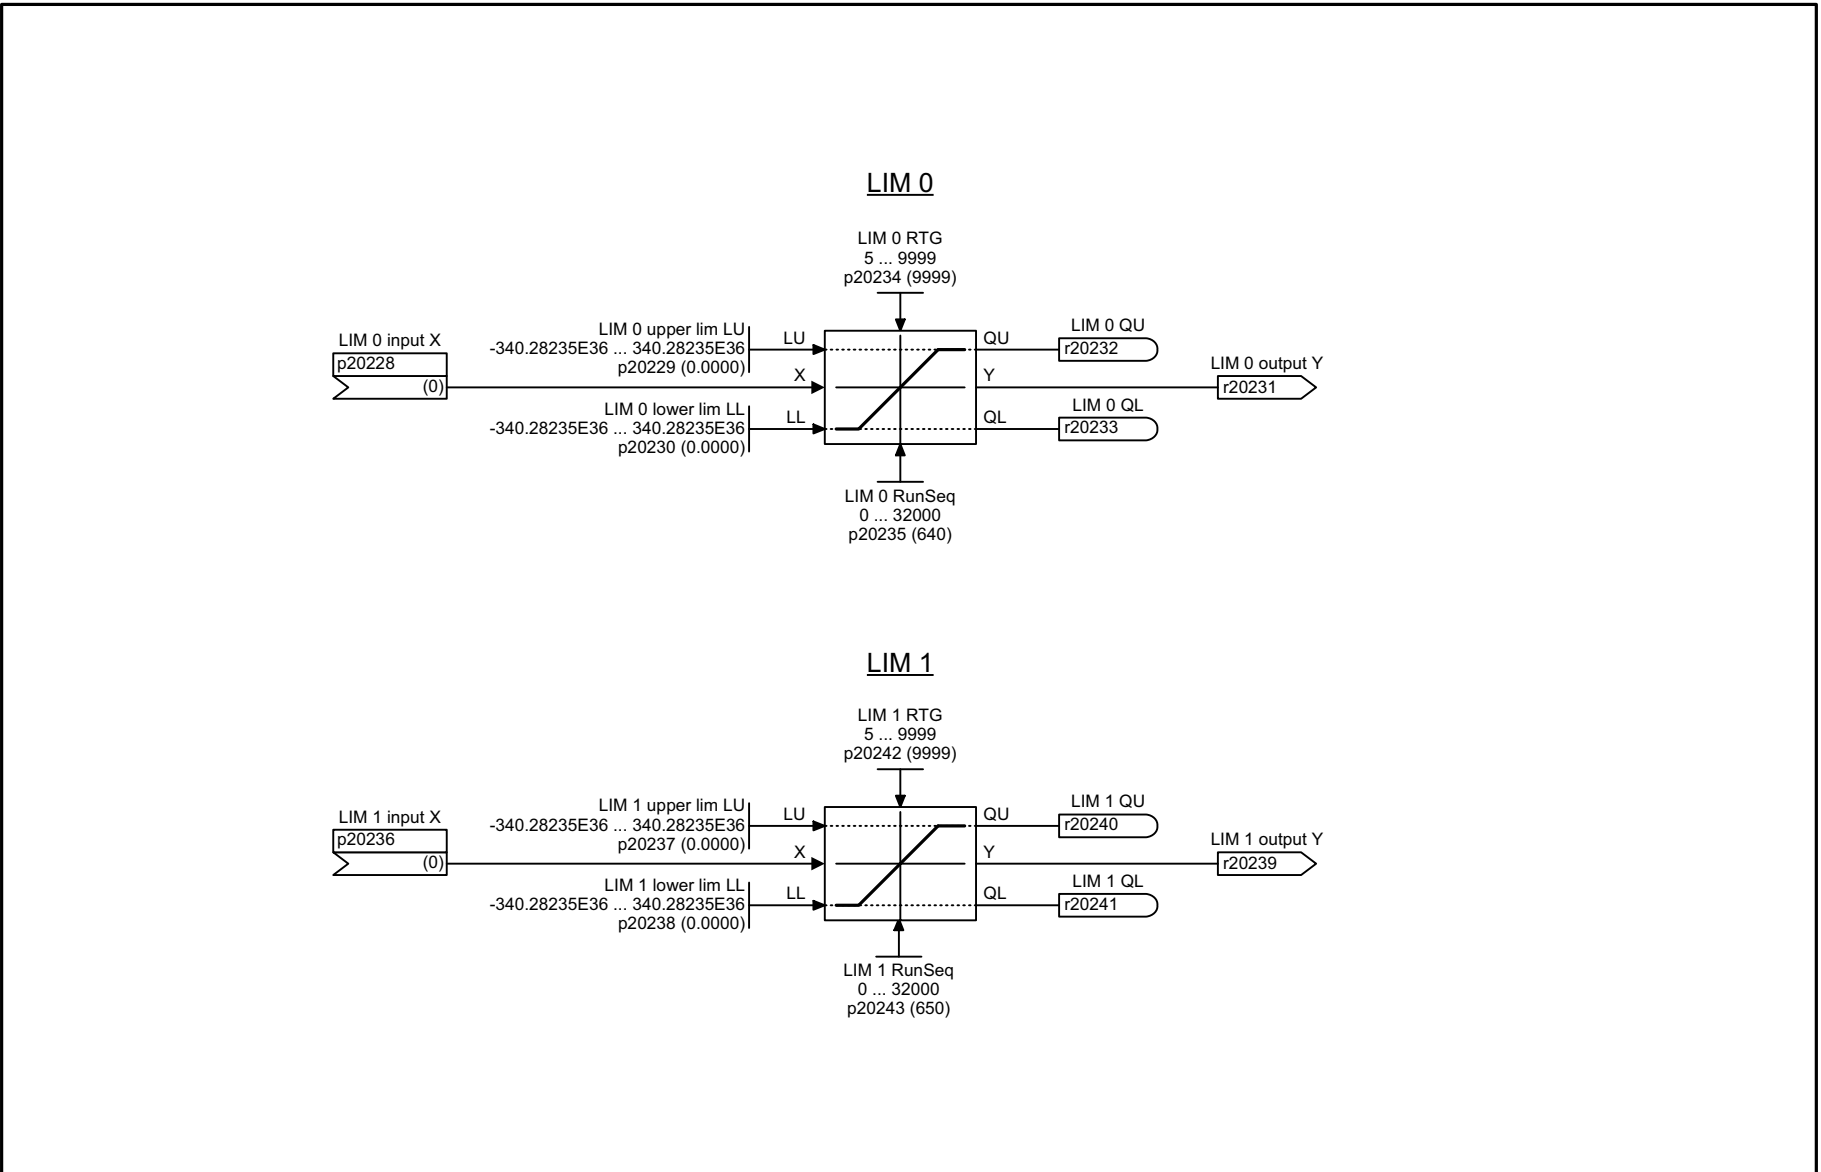 LIM 0
LIM 0 RTG
5 ... 9999
p20234 (9999)
LIM 0 input X
p20228
(0)
LIM 0 upper lim LU
-340.28235E36 ... 340.28235E36
p20229 (0.0000)
LU
X
LIM 0 lower lim LL
-340.28235E36 ... 340.28235E36
p20230 (0.0000)
LL
QU
LIM 0 QU
r20232
Y
LIM 0 output Y
r20231
QL
LIM 0 QL
r20233
LIM 0 RunSeq
0 ... 32000
p20235 (640)
LIM 1
LIM 1 RTG
5 ... 9999
p20242 (9999)
LIM 1 input X
p20236
(0)
LIM 1 upper lim LU
-340.28235E36 ... 340.28235E36
p20237 (0.0000)
LU
X
LIM 1 lower lim LL
-340.28235E36 ... 340.28235E36
p20238 (0.0000)
LL
QU
LIM 1 QU
r20240
Y
LIM 1 output Y
r20239
QL
LIM 1 QL
r20241
LIM 1 RunSeq
0 ... 32000
p20243 (650)